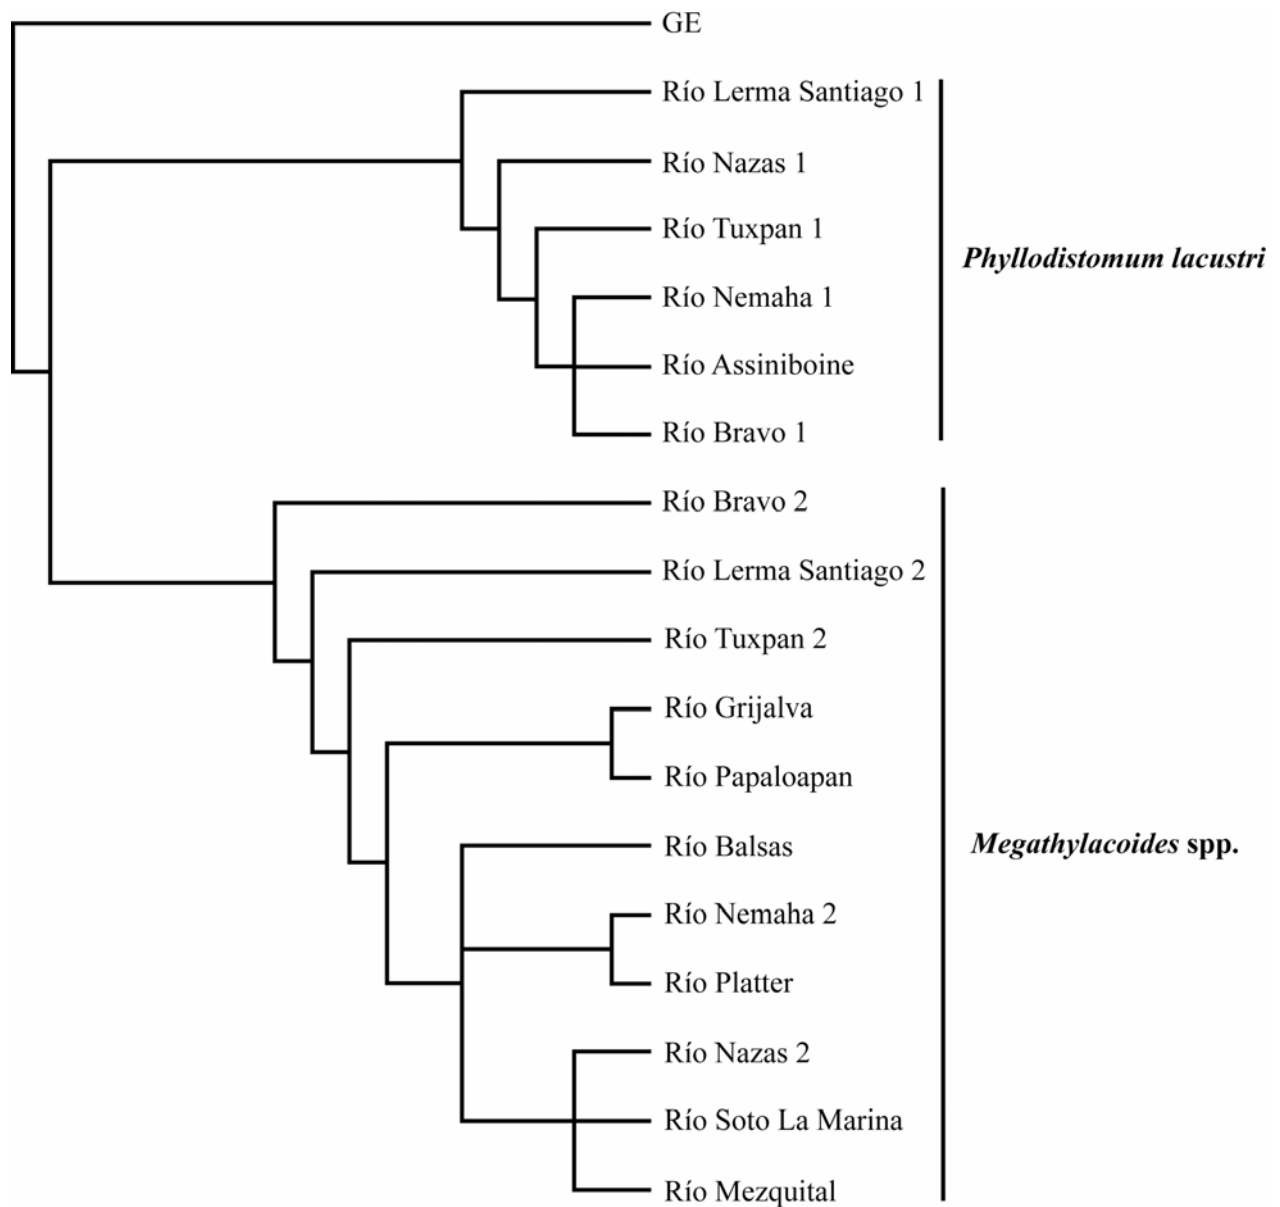 GE
Río Lerma Santiago 1
Río Nazas 1
Río Tuxpan 1
Phyllodistomum lacustri
Río Nemaha 1
Río Assiniboine
Río Bravo 1
Río Bravo 2
Río Lerma Santiago 2
Río Tuxpan 2
Río Grijalva
Río Papaloapan
Río Balsas
Megathylacoides spp.
Río Nemaha 2
Río Platter
Río Nazas 2
Río Soto La Marina
Río Mezquital